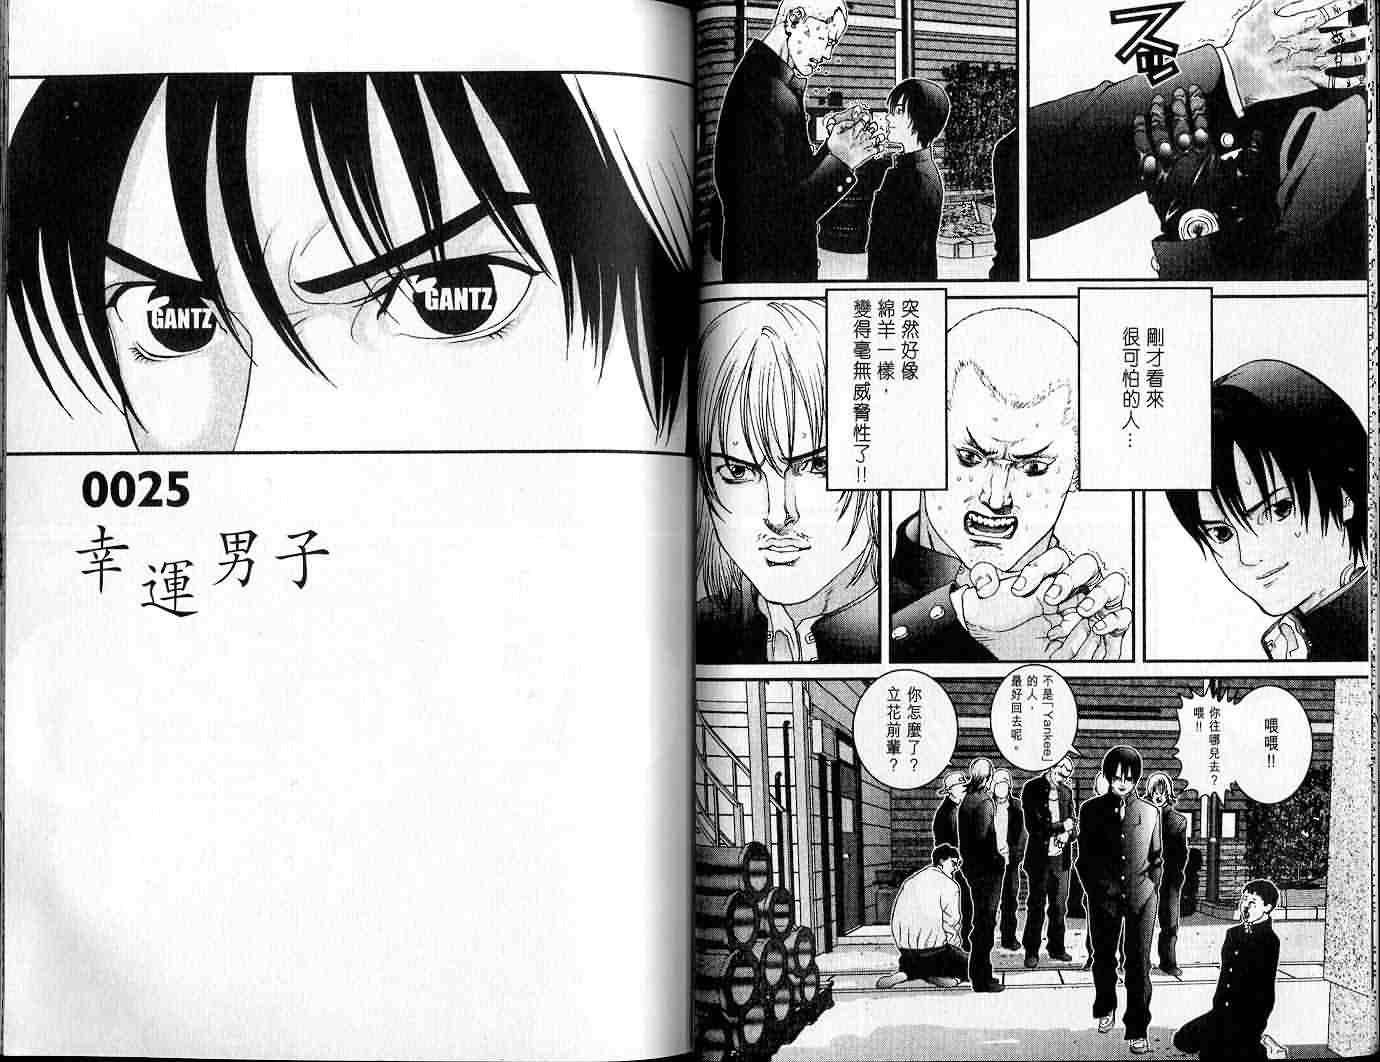 剛才看來
很可怕的人…
突然好像
綿羊一樣，
變得毫無威脅性了!!
喂喂!!
你往哪兒去？
喂!!
不是「Yankee」
的人，
最好回去呢。
你怎麼了？
立花前輩？
GANTZ
GANTZ
0025
幸運男子